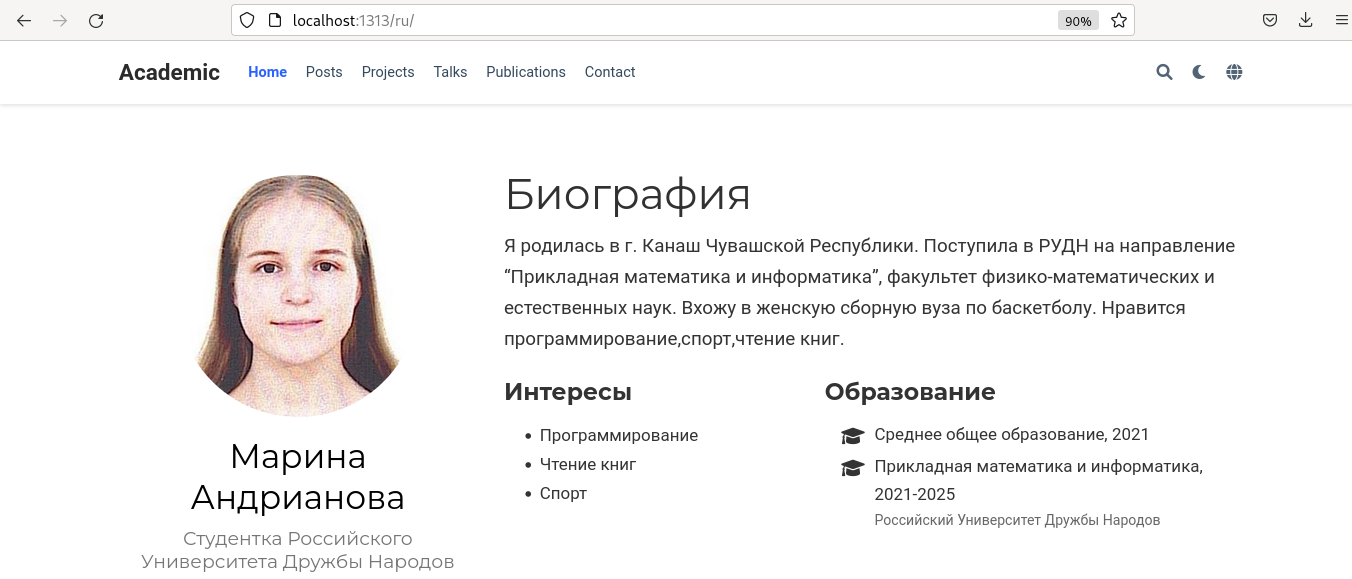 localhost:1313/ru/
90%
Academic
Home Posts Projects Talks Publications Contact
Биография
Я родилась в г. Канаш Чувашской Республики. Поступила в РУДН на направление
“Прикладная математика и информатика”, факультет физико-математических и
естественных наук. Вхожу в женскую сборную вуза по баскетболу. Нравится
программирование,спорт,чтение книг.
Интересы
• Программирование
• Чтение книг
• Спорт
Образование
Среднее общее образование, 2021
Прикладная математика и информатика,
2021-2025
Российский Университет Дружбы Народов
Марина
Андрианова
Студентка Российского
Университета Дружбы Народов